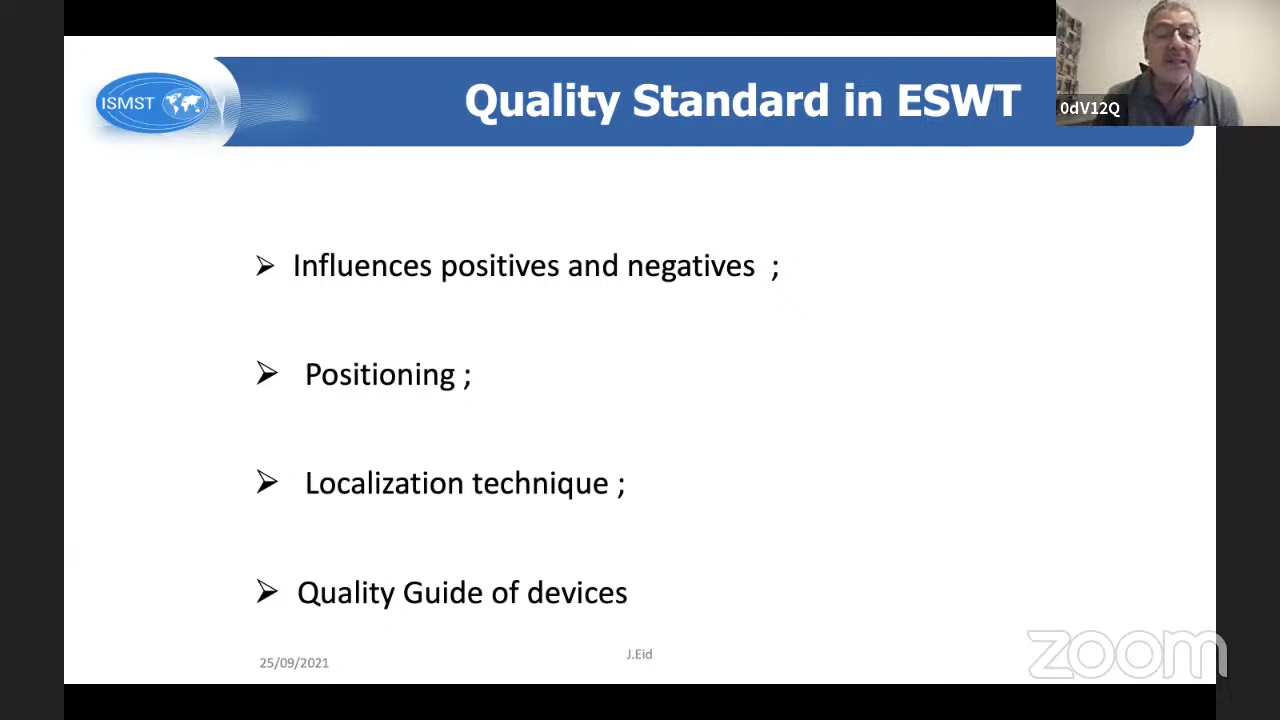 ISMST
Quality Standard in ESWT
0dV12Q
➢ Influences positives and negatives ;
➢ Positioning ;
➢ Localization technique ;
➢ Quality Guide of devices
25/09/2021
J.Eid
zoom